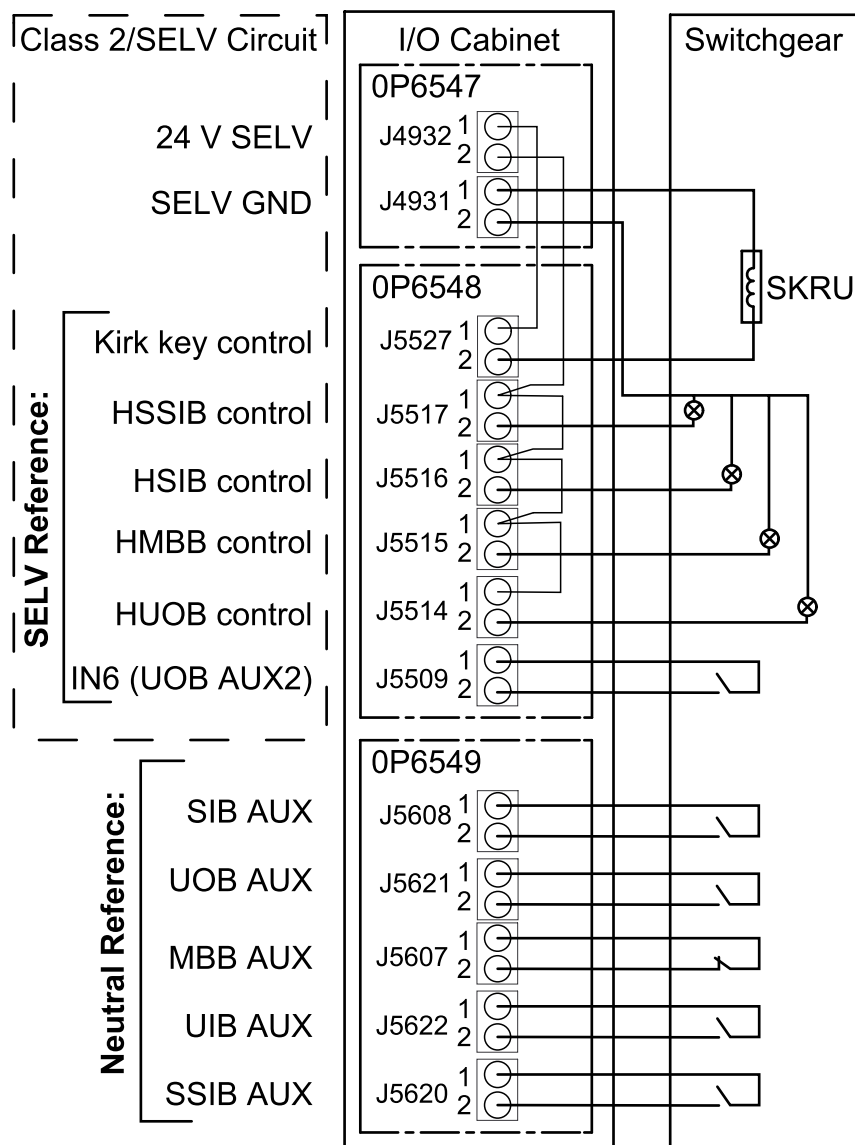 Class 2/SELV Circuit
I/O Cabinet
Switchgear
0P6547
24 V SELV
J4932
1
2
SELV GND
J4931
1
2
0P6548
SELV Reference:
Kirk key control
J5527
1
2
SKRU
HSSIB control
J5517
1
2
HSIB control
J5516
1
2
HMBB control
J5515
1
2
HUOB control
J5514
1
2
IN6 (UOB AUX2)
J5509
1
2
0P6549
Neutral Reference:
SIB AUX
J5608
1
2
UOB AUX
J5621
1
2
MBB AUX
J5607
1
2
UIB AUX
J5622
1
2
SSIB AUX
J5620
1
2